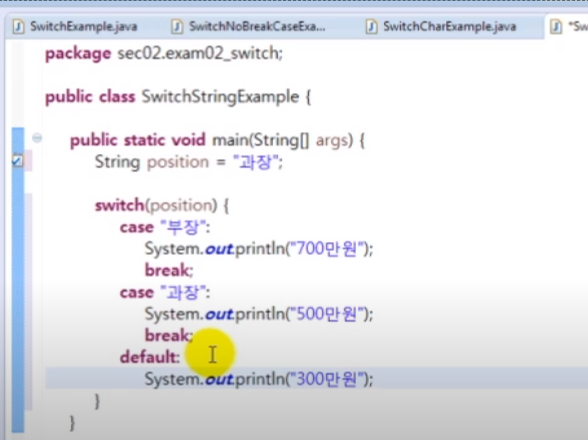 SwitchExample.java SwitchNoBreakCaseExa... SwitchCharExample.java *Sw
package sec02.exam02_switch;
public class SwitchStringExample {
public static void main(String[] args) {
String position = "과장";
switch(position) {
case "부장":
System.out.println("700만원");
break;
case "과장":
System.out.println("500만원");
break;
default:
System.out.println("300만원");
}
}